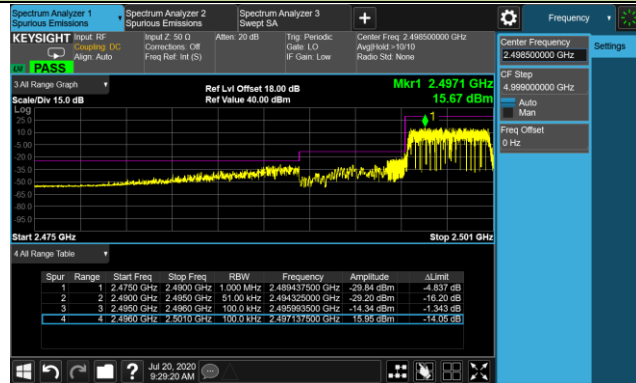 Spectrum Analyzer 1
Spurious Emissions
Spectrum Analyzer 2
Spurious Emissions
Spectrum Analyzer 3
Swept SA
Frequency
KEYSIGHT
Input: RF
Coupling: DC
Align: Auto
Input Z: 50 Ω
Corrections: Off
Freq Ref: Int (S)
Atten: 20 dB
Trig: Periodic
Gate: LO
IF Gain: Low
Center Freq: 2.498500000 GHz
Avg|Hold:>10/10
Radio Std: None
PASS
Center Frequency
2.498500000 GHz
Settings
CF Step
4.999000000 GHz
Auto
Man
Freq Offset
0 Hz
3 All Range Graph
Scale/Div 15.0 dB
Ref Lvl Offset 18.00 dB
Ref Value 40.00 dBm
Mkr1 2.4971 GHz
15.67 dBm
Log
25.0
10.0
-5.00
-20.0
-35.0
-50.0
-65.0
-80.0
-95.0
1
Start 2.475 GHz
Stop 2.501 GHz
4 All Range Table
Spur Range Start Freq Stop Freq RBW Frequency Amplitude ΔLimit
1 1 2.4750 GHz 2.4900 GHz 1.000 MHz 2.489437500 GHz -29.84 dBm -4.837 dB
2 2 2.4900 GHz 2.4950 GHz 51.00 kHz 2.494325000 GHz -29.20 dBm -16.20 dB
3 3 2.4950 GHz 2.4960 GHz 100.0 kHz 2.495993500 GHz -14.34 dBm -1.343 dB
4 4 2.4960 GHz 2.5010 GHz 100.0 kHz 2.497137500 GHz 15.95 dBm -14.05 dB
Jul 20, 2020
9:29:20 AM